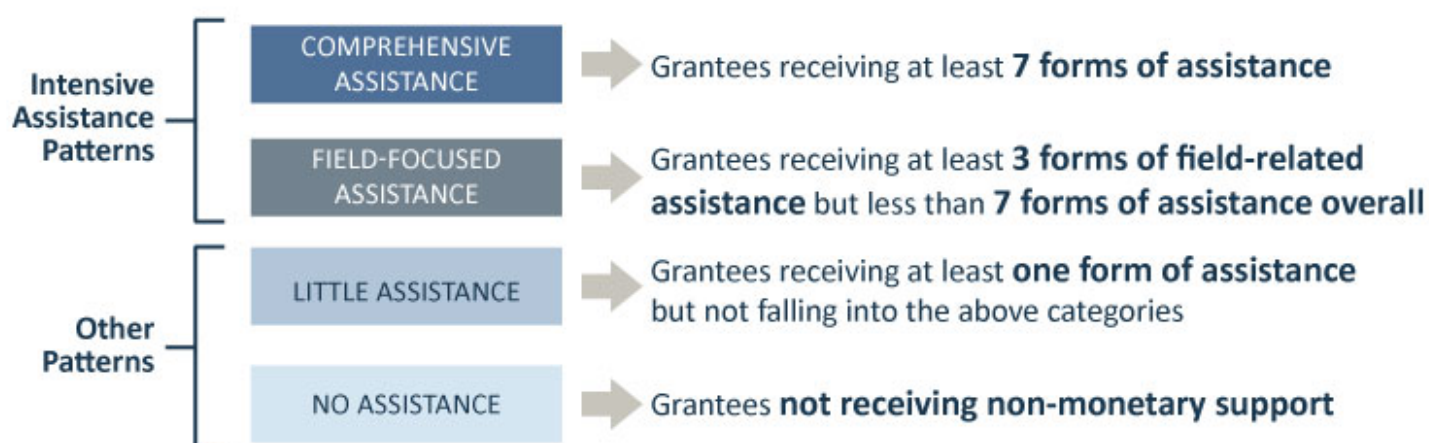 Intensive
Assistance
Patterns
COMPREHENSIVE
ASSISTANCE
Grantees receiving at least 7 forms of assistance
FIELD-FOCUSED
ASSISTANCE
Grantees receiving at least 3 forms of field-related
assistance but less than 7 forms of assistance overall
Other
Patterns
LITTLE ASSISTANCE
Grantees receiving at least one form of assistance
but not falling into the above categories
NO ASSISTANCE
Grantees not receiving non-monetary support